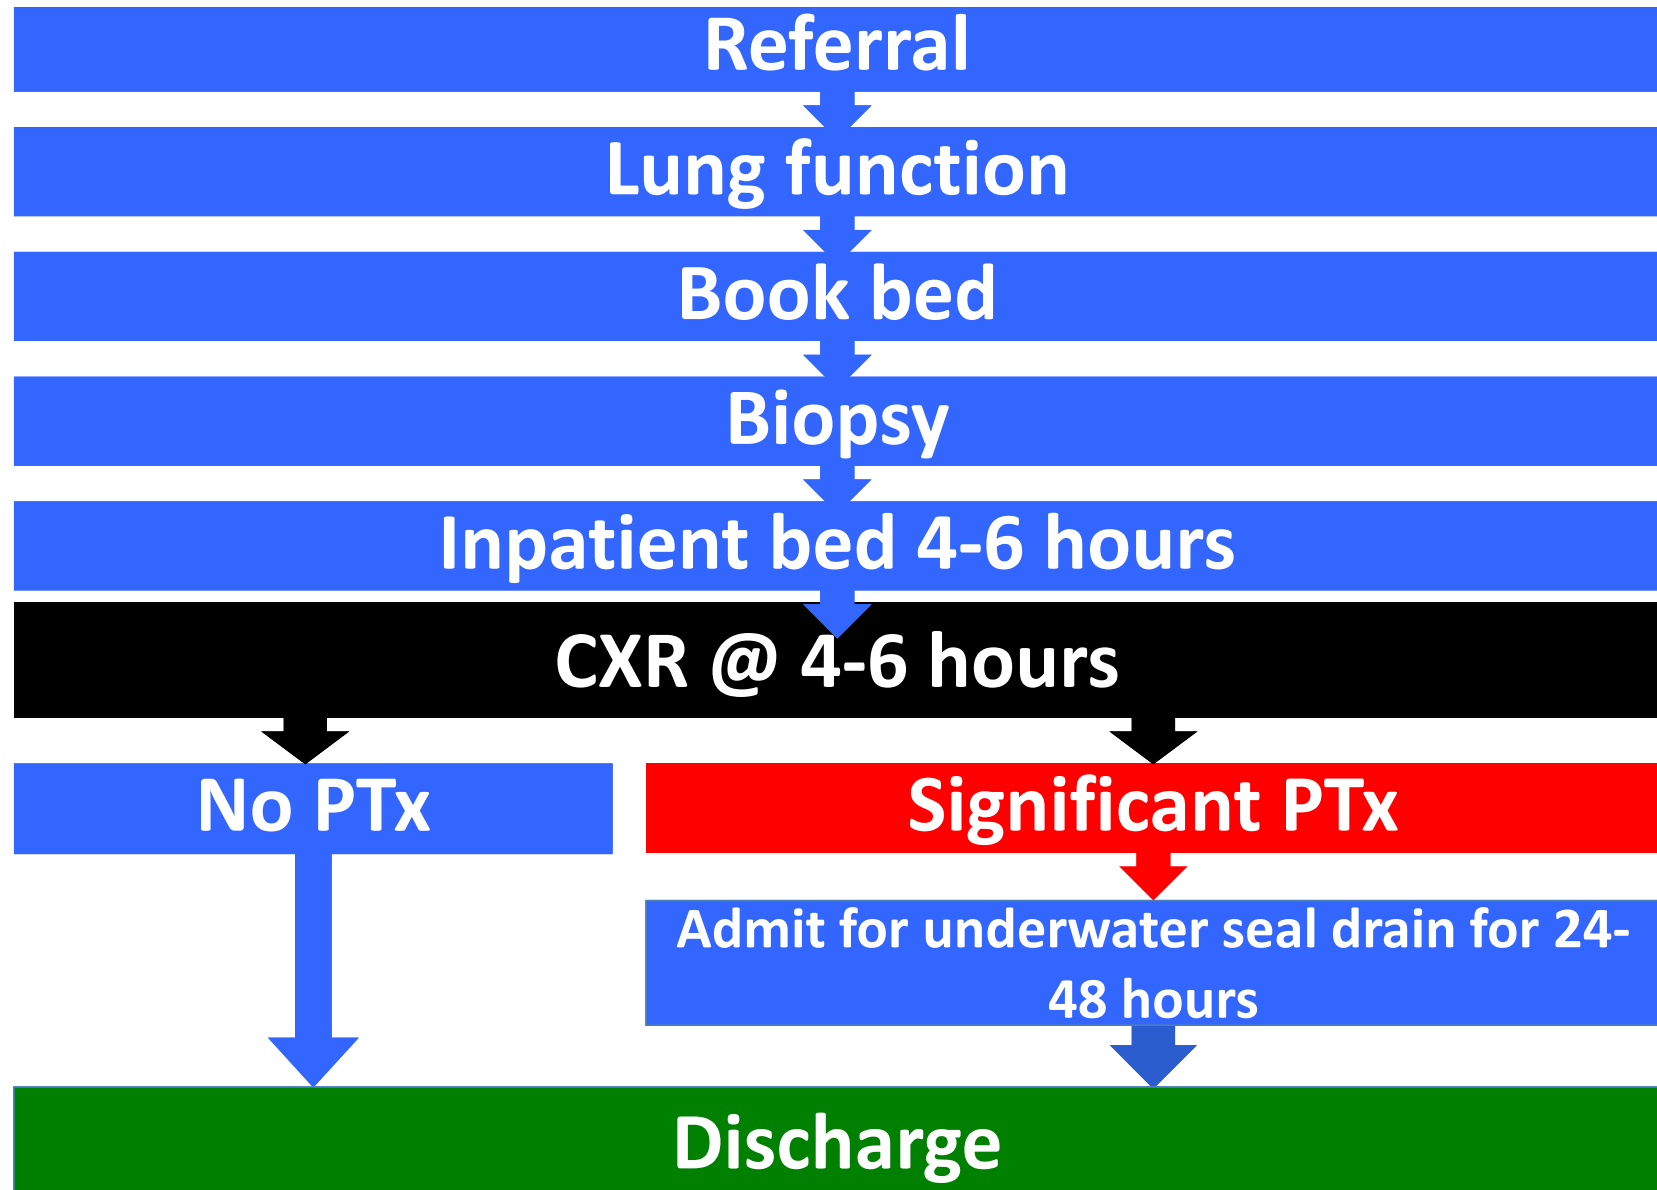 Referral
Lung function
Book bed
Biopsy
Inpatient bed 4-6 hours
CXR @ 4-6 hours
No PTx
Significant PTx
Admit for underwater seal drain for 24-
48 hours
Discharge